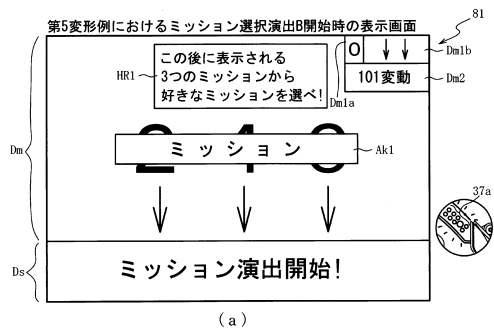 第5変形例におけるミッション選択演出B開始時の表示画面
81
この後に表示される
3つのミッションから
好きなミッションを選べ!
HR1
0
Dm1b
Dm1a
101変動
Dm2
Dm
ミッション
Ak1
37a
Ds
ミッション演出開始!
(a)